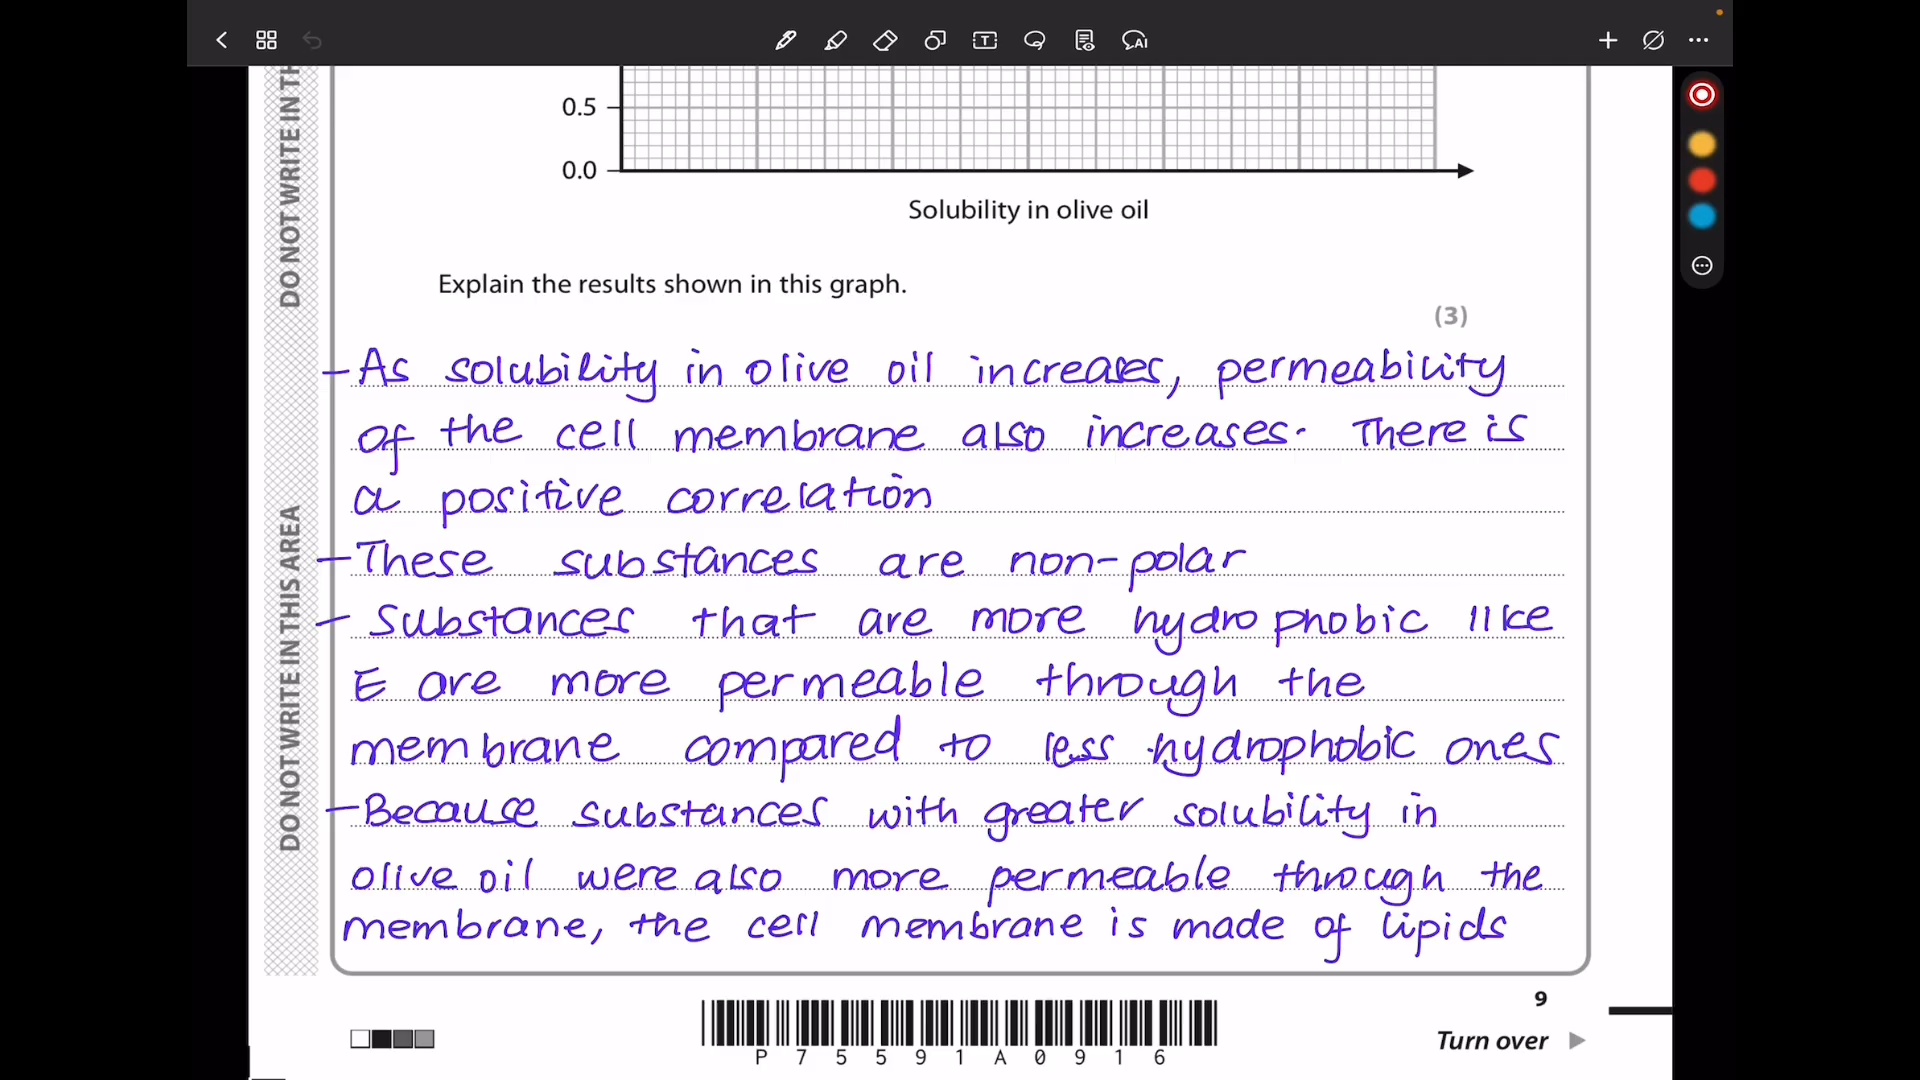 AI
DO NOT WRITE IN TH
0.5
0.0
Solubility in olive oil
Explain the results shown in this graph.
(3)
- As solubility in olive oil increases, permeability
of the cell membrane also increases. There is
a positive correlation
- These substances are non-polar
- Substances that are more hydrophobic like
E are more permeable through the
membrane compared to less hydrophobic ones
- Because substances with greater solubility in
olive oil were also more permeable through the
membrane, the cell membrane is made of lipids
DO NOT WRITE IN THIS AREA
9
P 7 5 5 9 1 A 0 9 1 6
Turn over